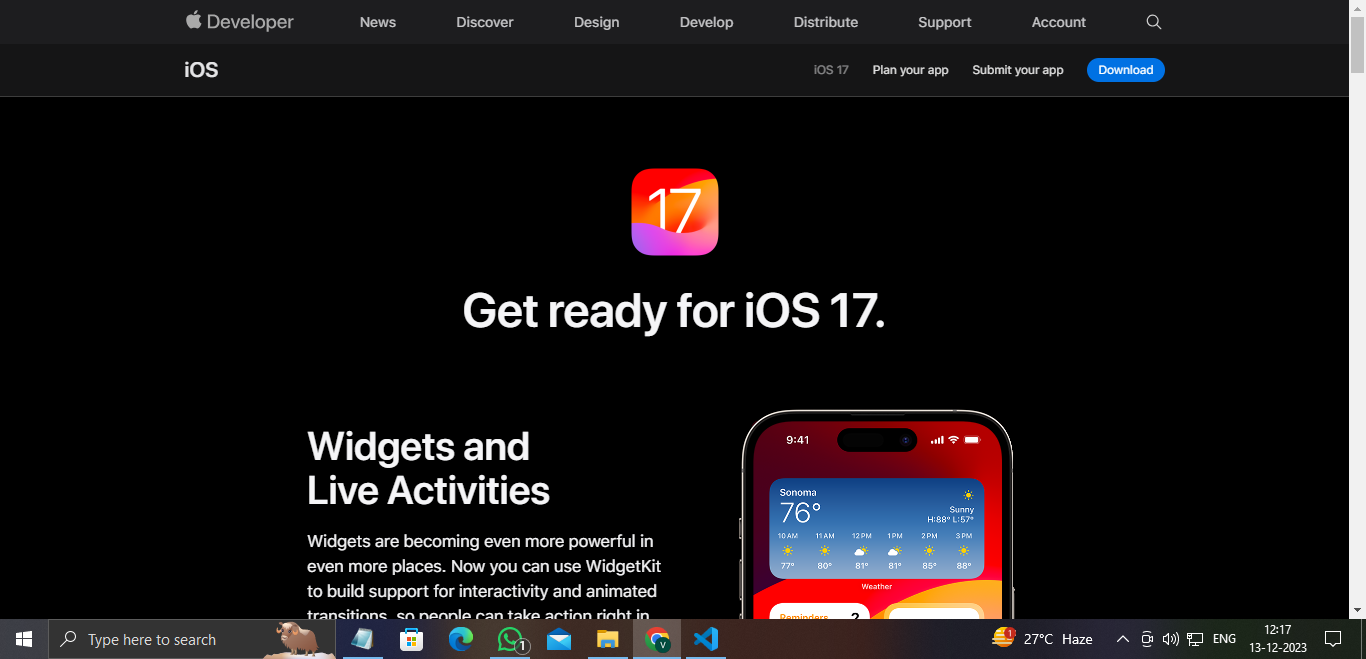 Developer News Discover Design Develop Distribute Support Account
iOS iOS 17 Plan your app Submit your app Download
17
Get ready for iOS 17.
Widgets and
Live Activities
Widgets are becoming even more powerful in
even more places. Now you can use WidgetKit
to build support for interactivity and animated
transitions, so people can take action right in
9:41
Sonoma
76°
Sunny
H:88° L:57°
10 AM 11 AM 12 PM 1 PM 2 PM 3 PM
77° 80° 81° 81° 85° 88°
Weather
Reminders 2
Type here to search 1 V 1 27°C Haze ENG 12:17
13-12-2023